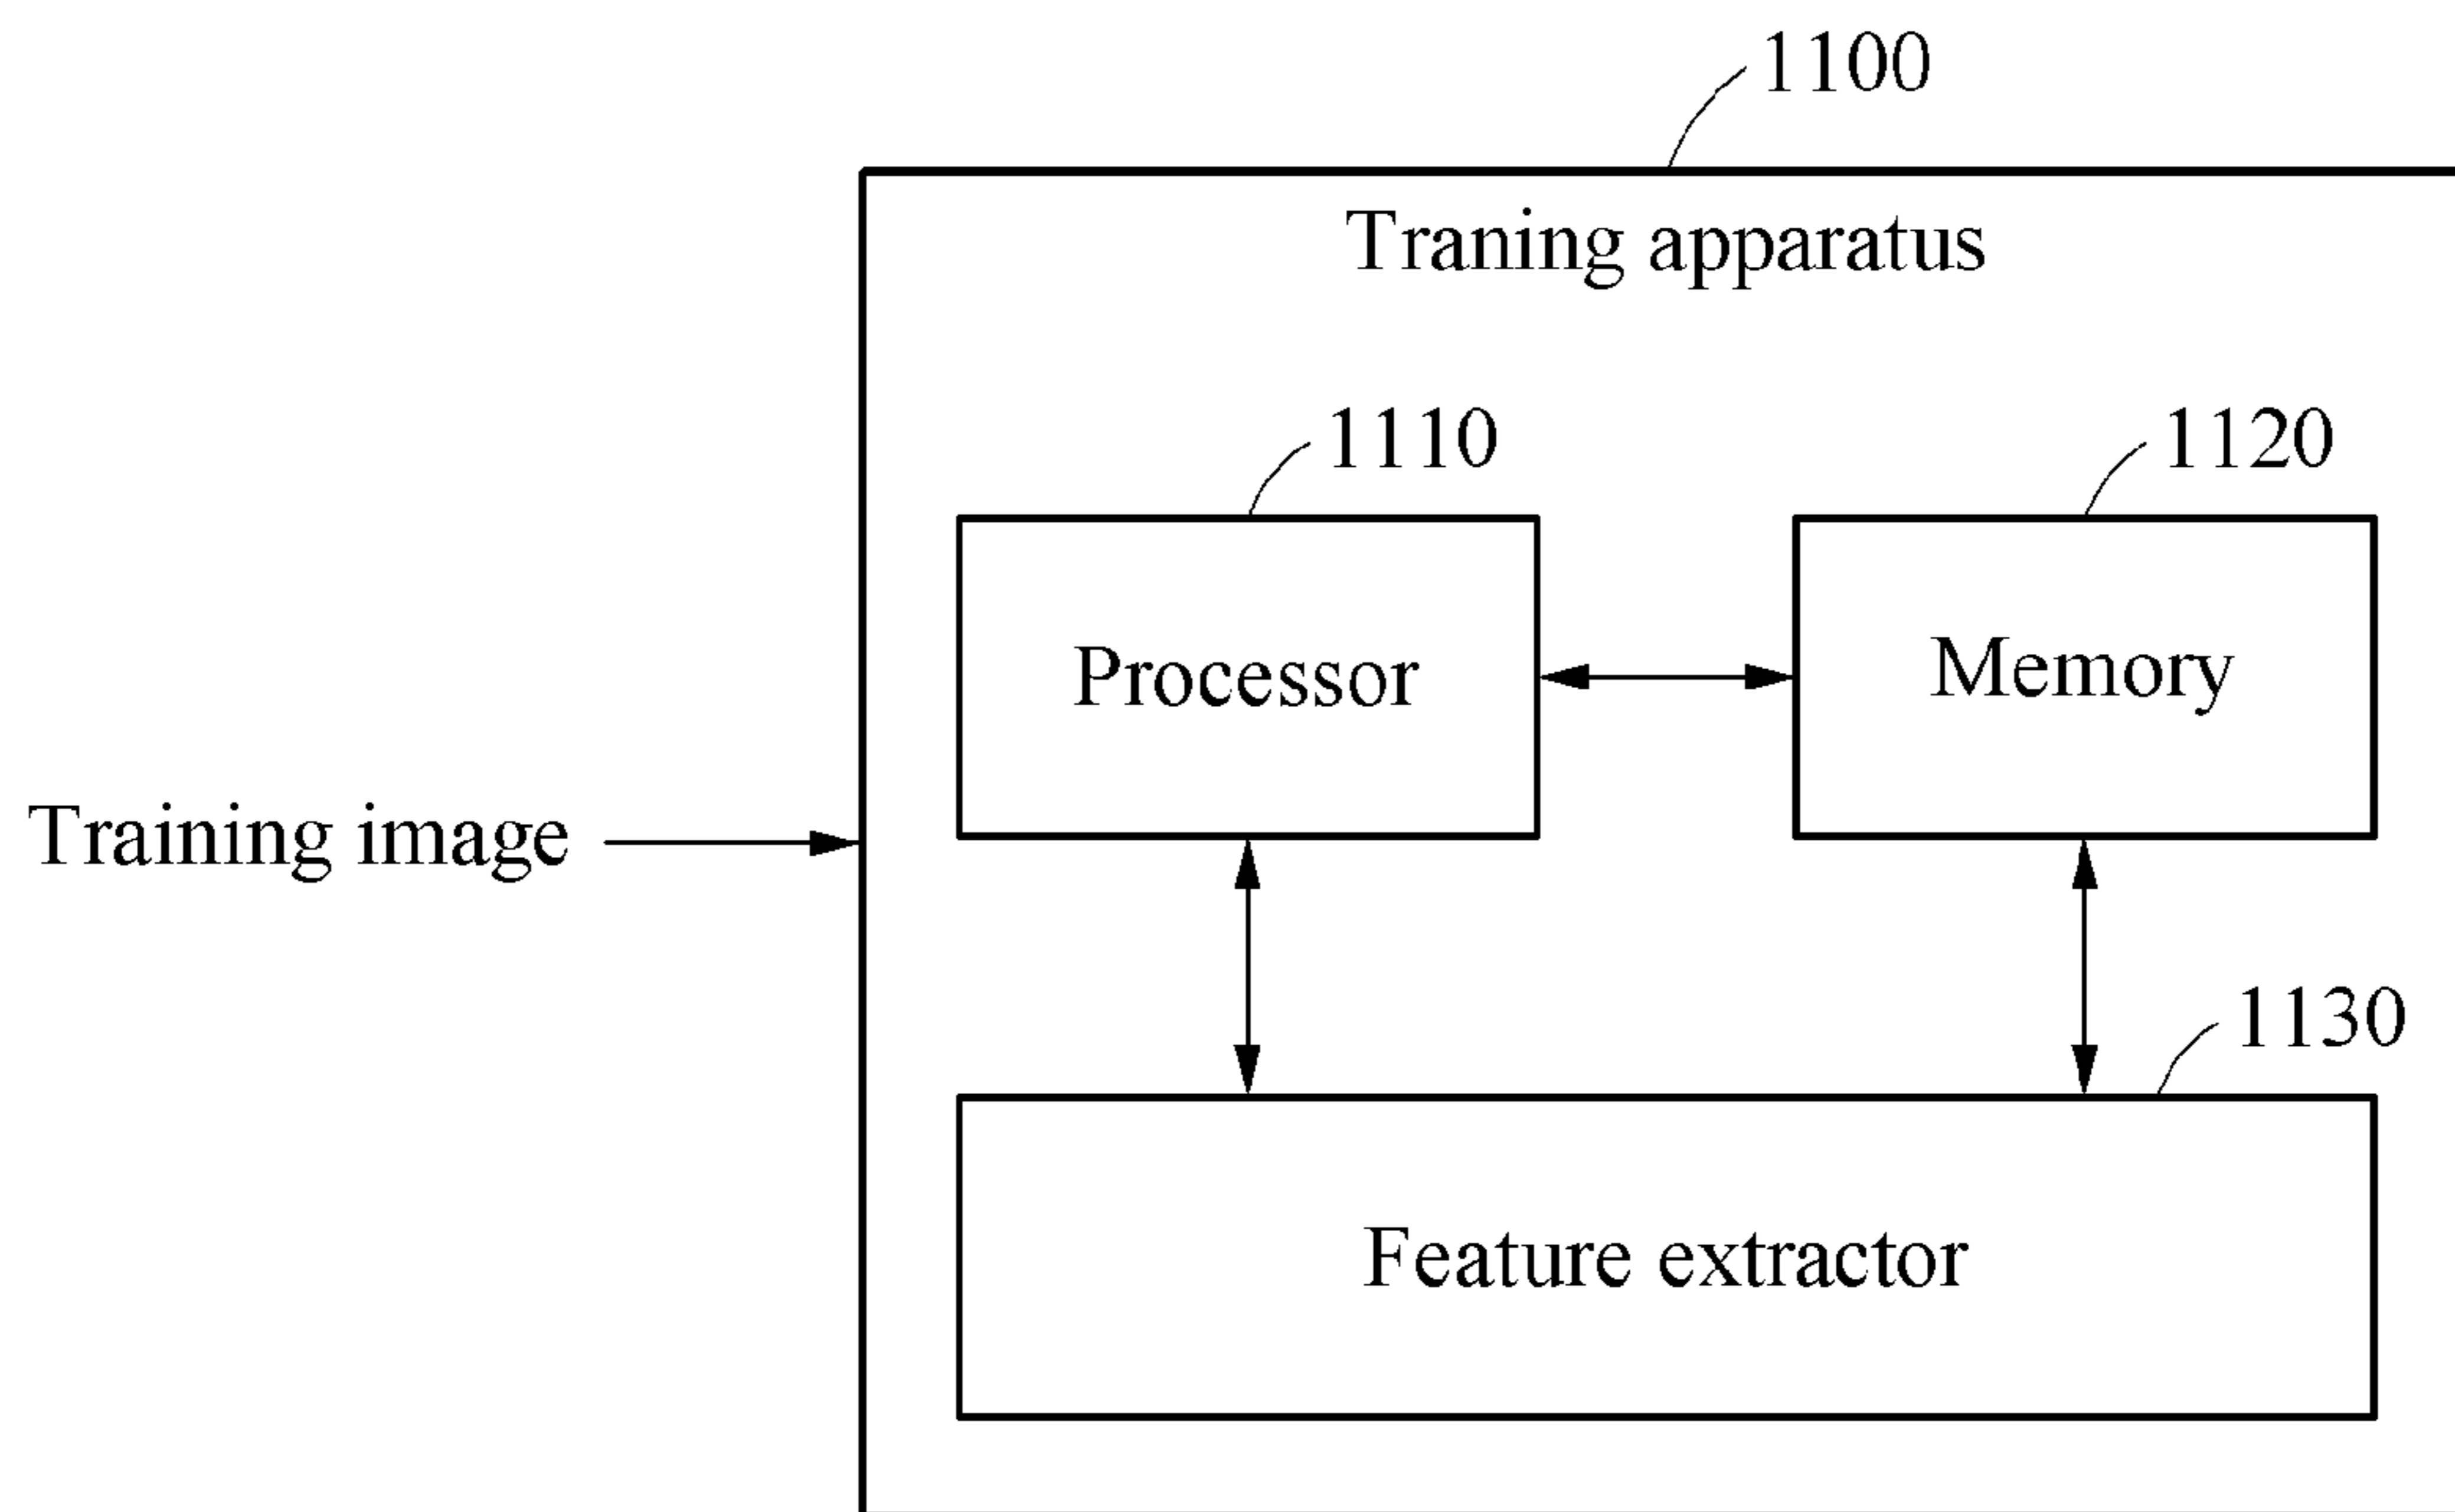 1100
Traning apparatus
1110
1120
Processor
Memory
Training image
1130
Feature extractor